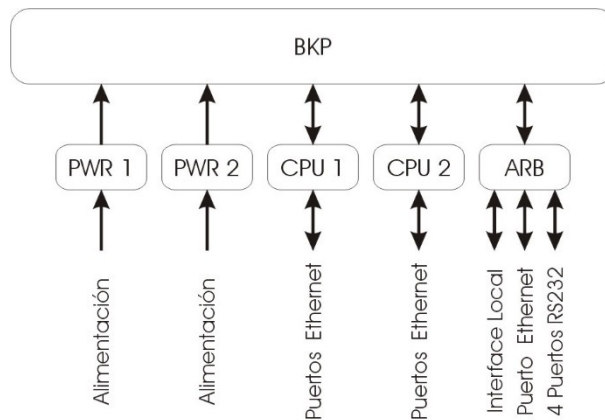 BKP
PWR 1
PWR 2
CPU 1
CPU 2
ARB
Alimentación
Alimentación
Puertos Ethernet
Puertos Ethernet
Interface Local
Puerto Ethernet
4 Puertos RS232